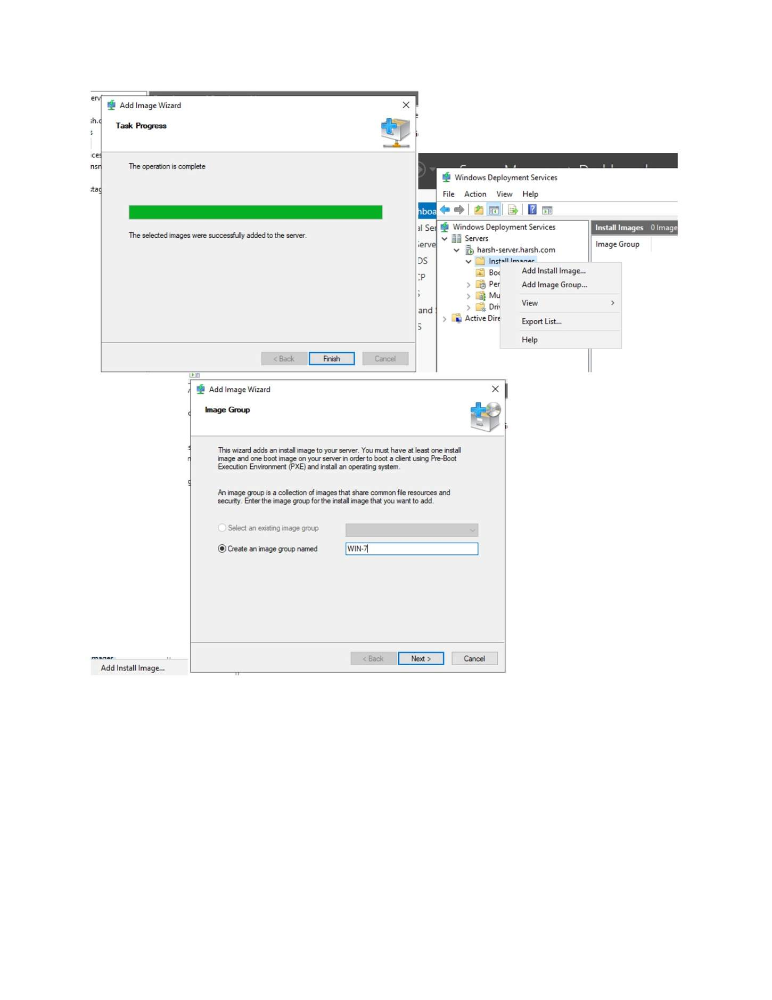 Add Image Wizard
Task Progress
The operation is complete
The selected images were successfully added to the server.
< Back
Finish
Cancel
Windows Deployment Services
File Action View Help
Windows Deployment Services
Servers
harsh-server.harsh.com
Install Images
Add Install Image...
Add Image Group...
View
Export List...
Help
Active Dire
Install Images 0 Image
Image Group
Add Image Wizard
Image Group
This wizard adds an install image to your server. You must have at least one install
image and one boot image on your server in order to boot a client using Pre-Boot
Execution Environment (PXE) and install an operating system.
An image group is a collection of images that share common file resources and
security. Enter the image group for the install image that you want to add.
Select an existing image group
Create an image group named
WIN-7
< Back
Next >
Cancel
Add Install Image...